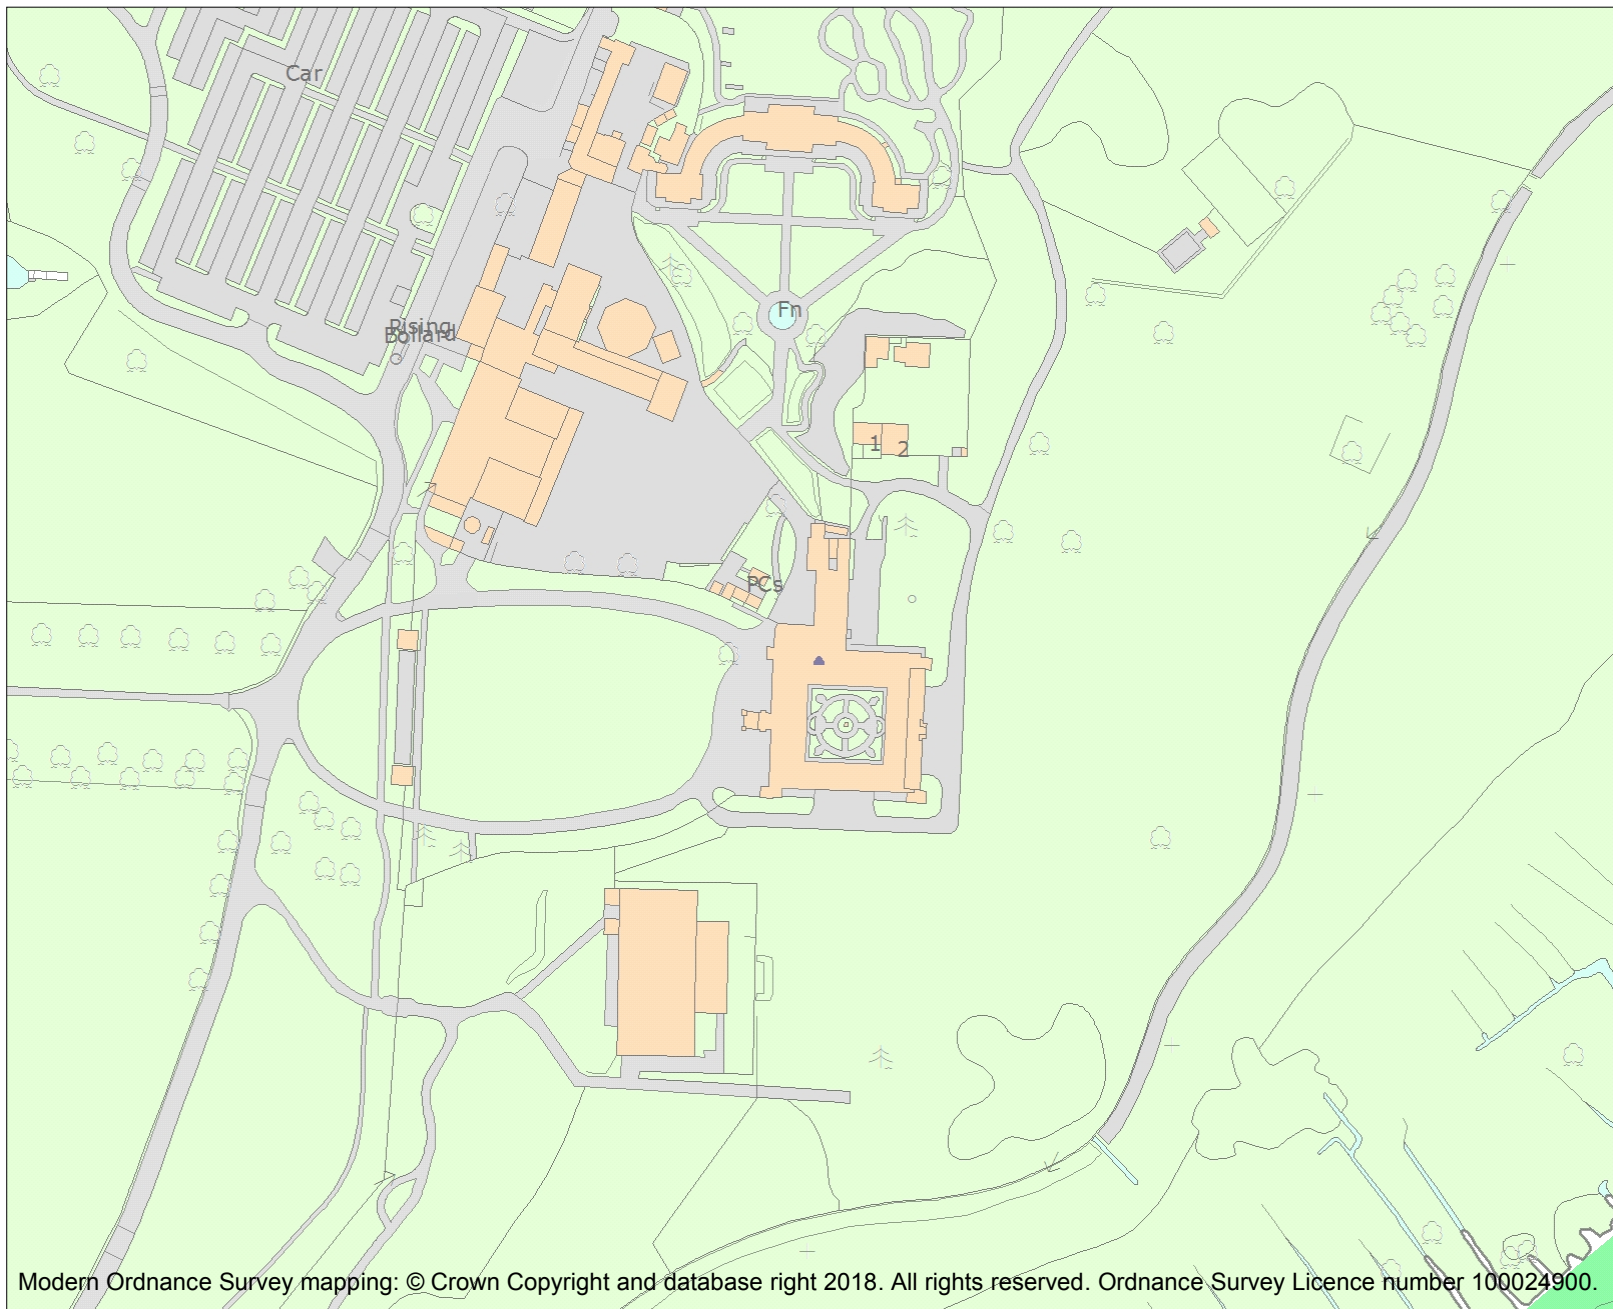 Car
Fn
Rising
Bollard
1
2
PCs
Modern Ordnance Survey mapping: © Crown Copyright and database right 2018. All rights reserved. Ordnance Survey Licence number 100024900.